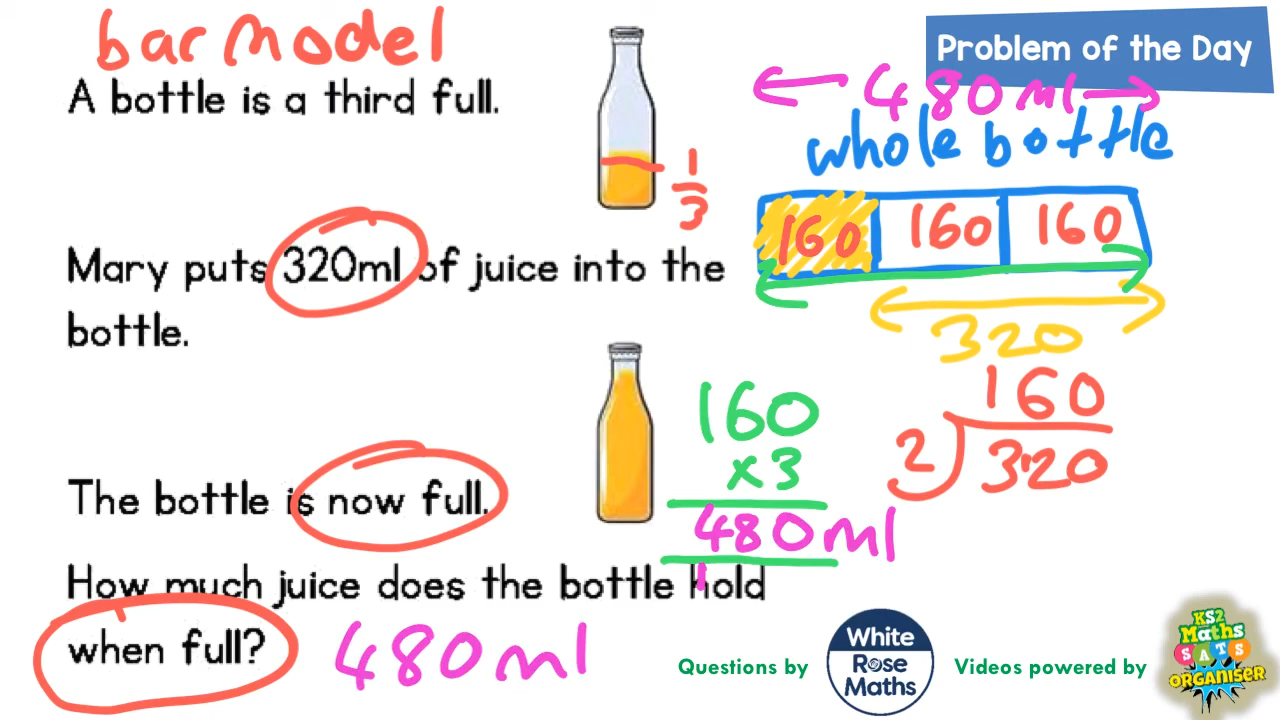 bar model
Problem of the Day
A bottle is a third full.
480ml
whole bottle
1
3
160 160 160
Mary puts 320ml of juice into the
bottle.
320
160
x3
480ml
1
160
2 320
1
The bottle is now full.
How much juice does the bottle hold
when full?
480ml
Questions by
White
Rose
Maths
Videos powered by
KS2
Maths
SATS
ORGANISER